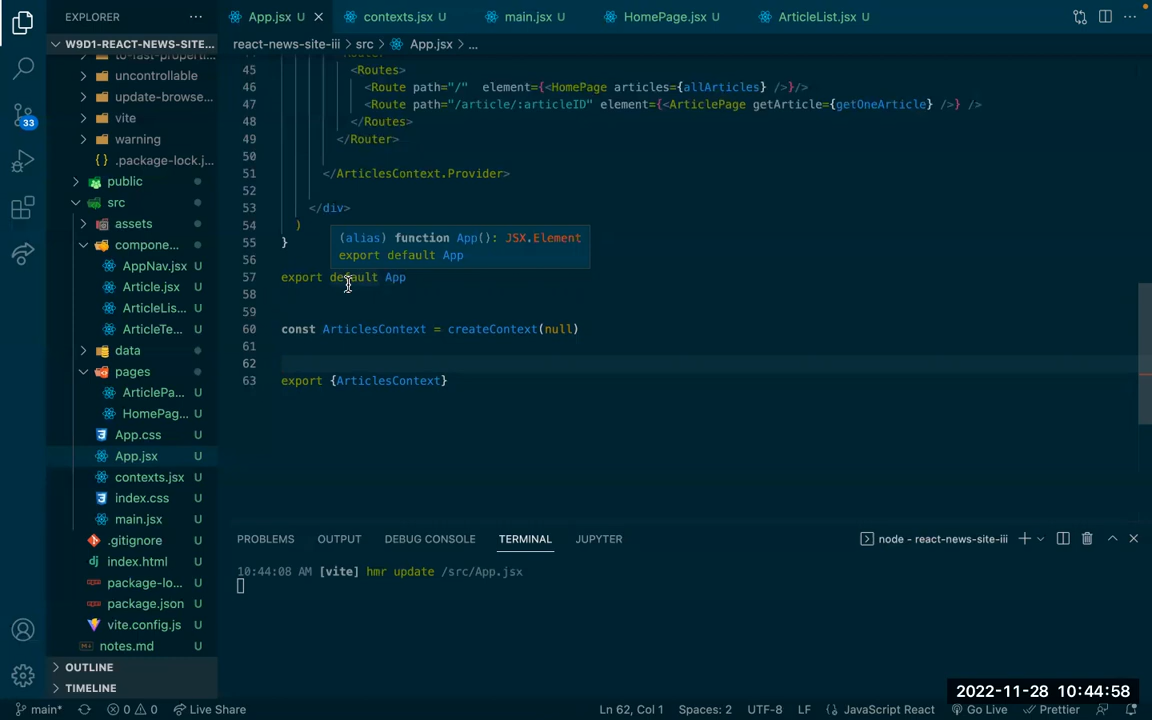 EXPLORER ···
W9D1-REACT-NEWS-SITE...
to-fast-properti...
uncontrollable
update-browse...
vite
warning
{} .package-lock.j...
public
src
assets
compone...
AppNav.jsx U
Article.jsx U
ArticleLis... U
ArticleTe... U
data
pages
ArticlePa... U
HomePag... U
App.css U
App.jsx U
contexts.jsx U
index.css U
main.jsx U
.gitignore U
index.html U
package-lo... U
package.json U
vite.config.js U
notes.md U
OUTLINE
TIMELINE
33
App.jsx U
contexts.jsx U
main.jsx U
HomePage.jsx U
ArticleList.jsx U
react-news-site-iii > src > App.jsx > ...
45 <Routes>
46 <Route path="/" element={<HomePage articles={allArticles} />}/>
47 <Route path="/article/:articleID" element={<ArticlePage getArticle={getOneArticle} />} />
48 </Routes>
49 </Router>
50
51 </ArticlesContext.Provider>
52
53 </div>
54 )
55 }
(alias) function App(): JSX.Element
export default App
56
57 export default App
58
59
60 const ArticlesContext = createContext(null)
61
62
63 export {ArticlesContext}
PROBLEMS OUTPUT DEBUG CONSOLE TERMINAL JUPYTER
node - react-news-site-iii
10:44:08 AM [vite] hmr update /src/App.jsx
2022-11-28 10:44:58
main* 0 0 Live Share
Ln 62, Col 1 Spaces: 2 UTF-8 LF JavaScript React Go Live Prettier